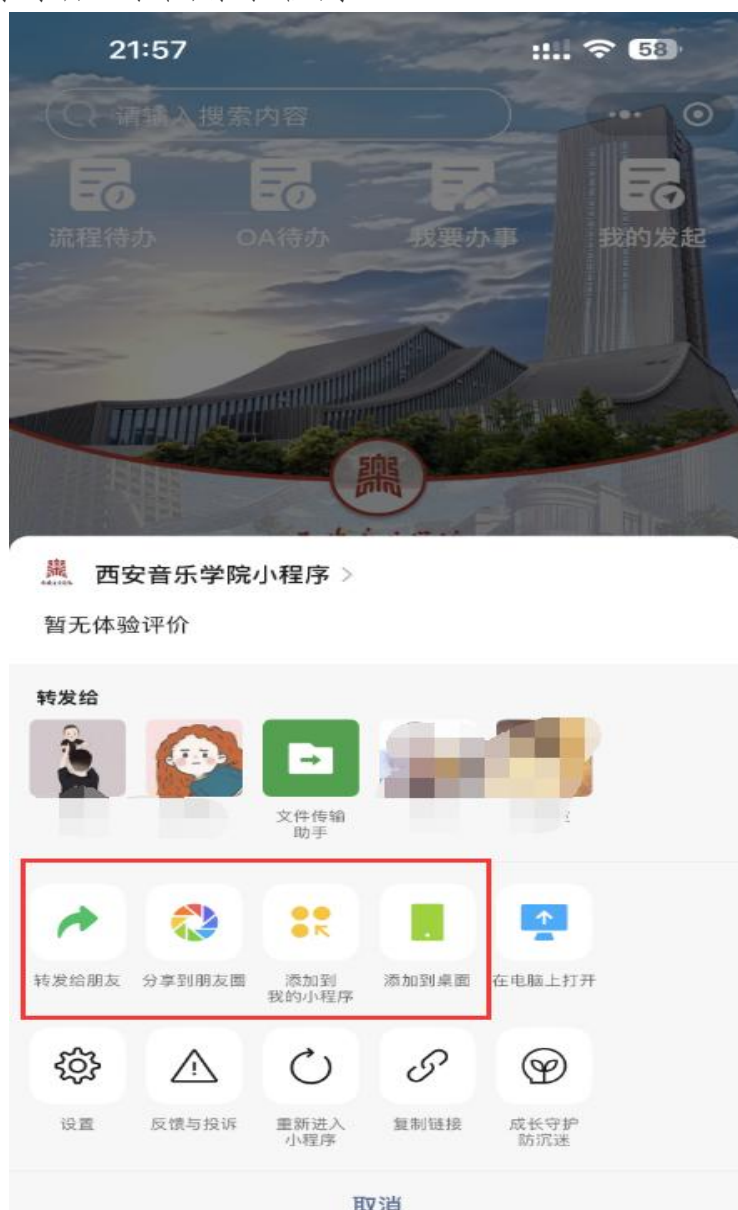 21:57
58
请输入搜索内容
流程待办
OA待办
我要办事
我的发起
西安音乐学院小程序 >
暂无体验评价
转发给
文件传输
助手
转发给朋友
分享到朋友圈
添加到
我的小程序
添加到桌面
在电脑上打开
设置
反馈与投诉
重新进入
小程序
复制链接
成长守护
防沉迷
取消